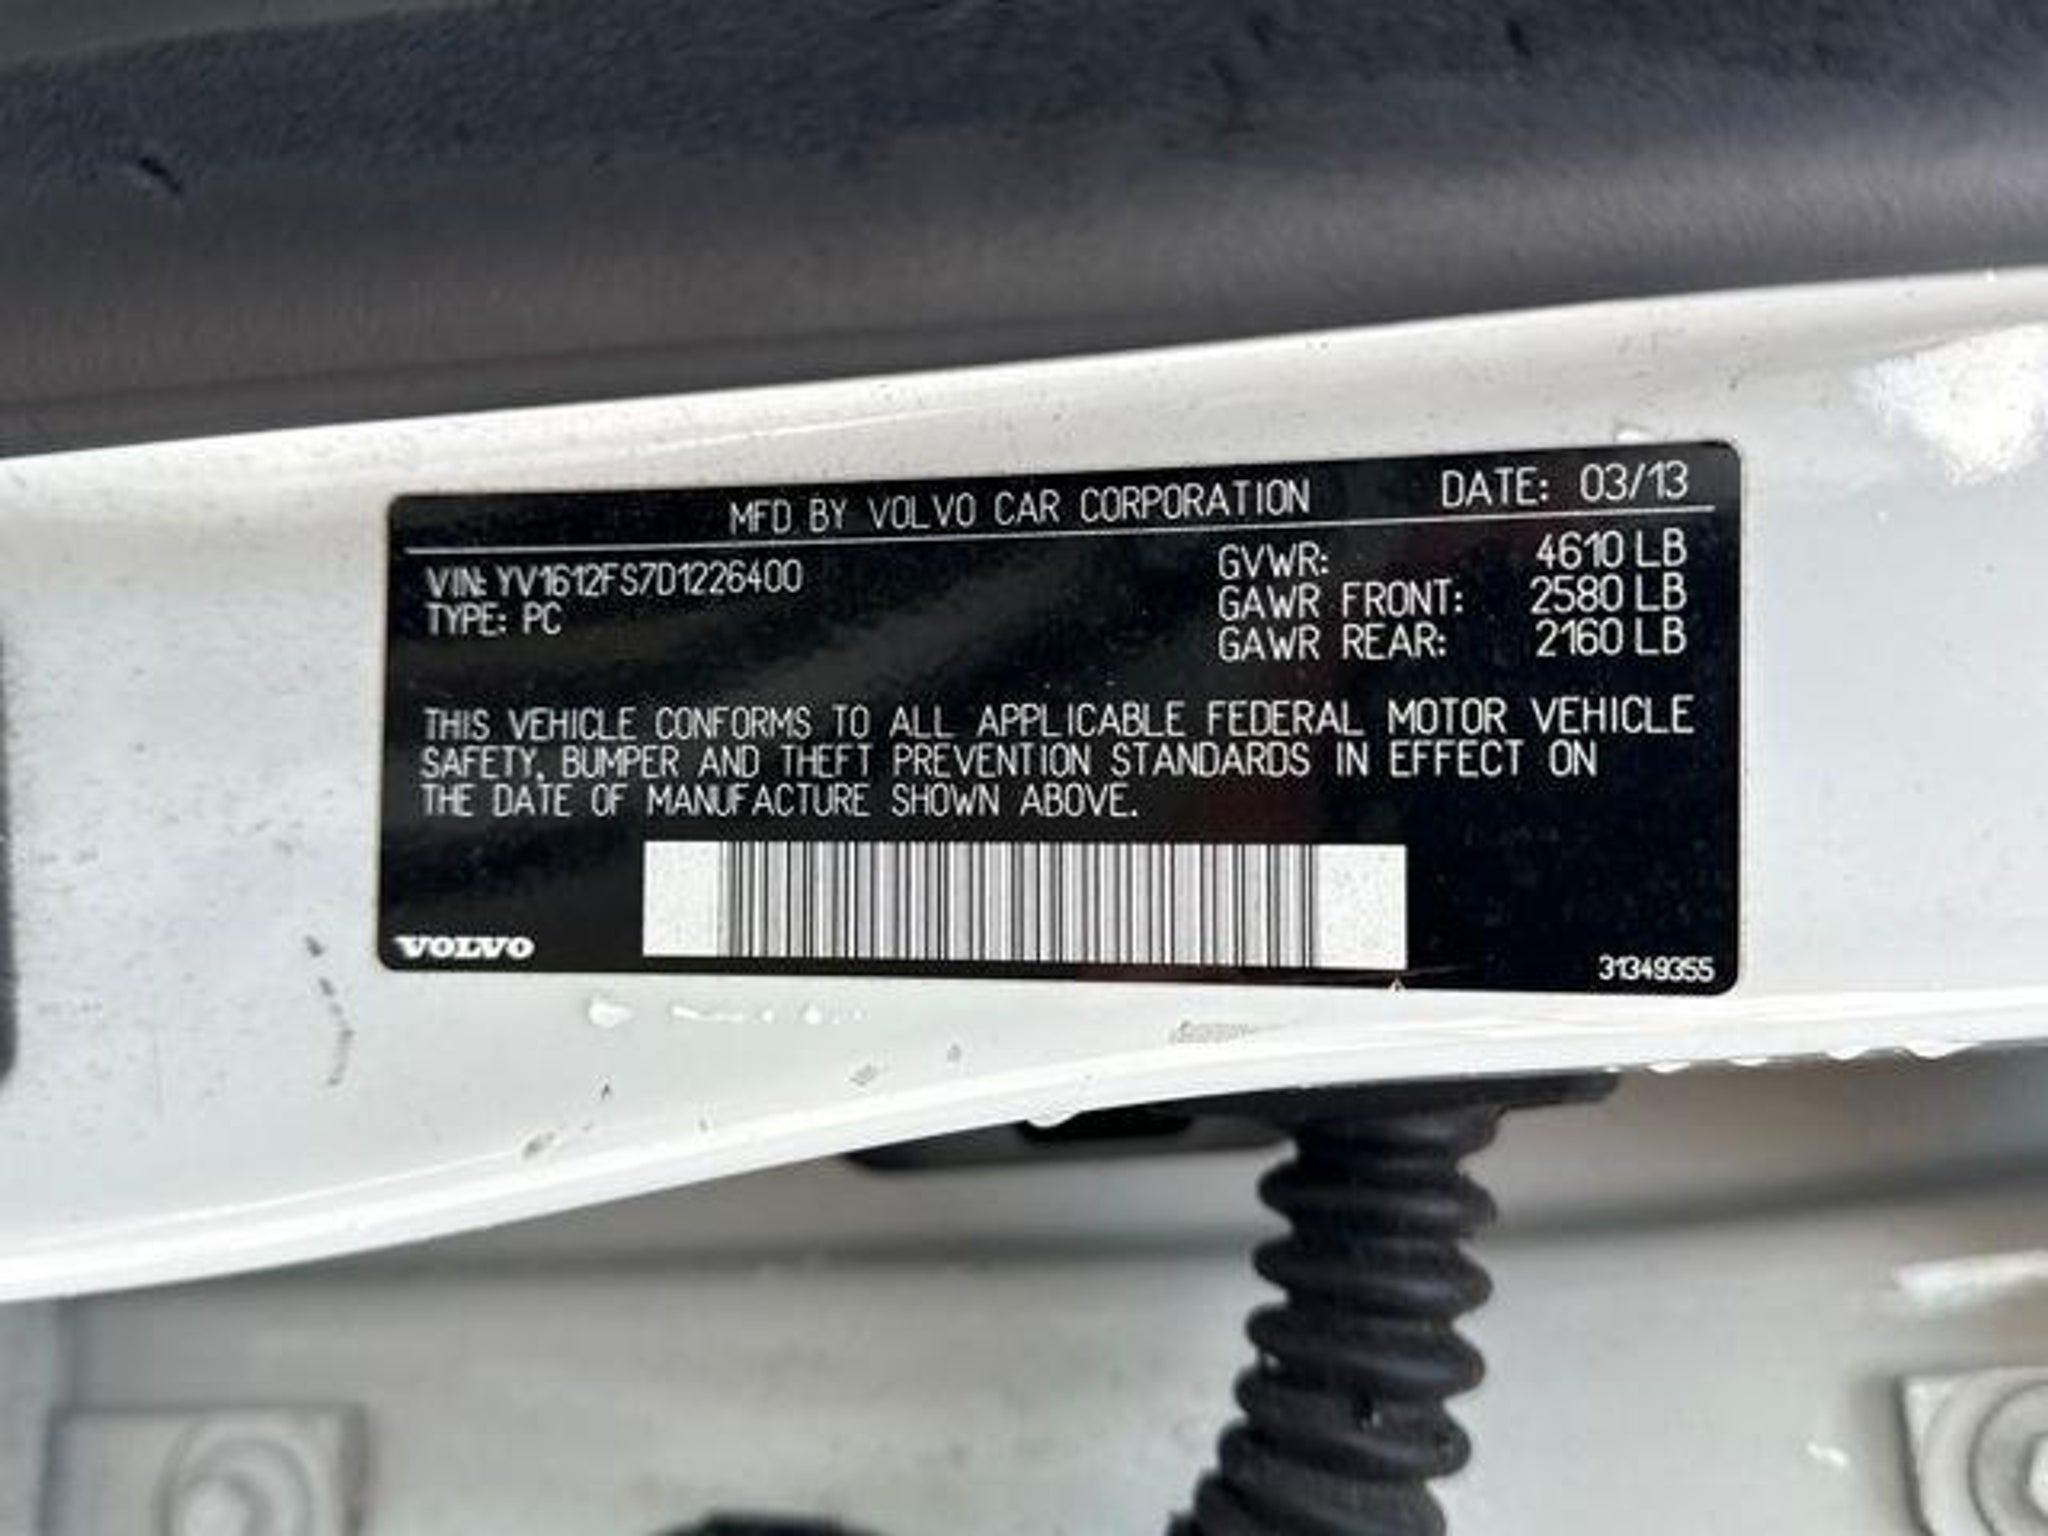 MFD. BY VOLVO CAR CORPORATION DATE: 03/13
VIN: YV1612FS7D1226400
TYPE: PC
GVWR: 4610 LB
GAWR FRONT: 2580 LB
GAWR REAR: 2160 LB
THIS VEHICLE CONFORMS TO ALL APPLICABLE FEDERAL MOTOR VEHICLE
SAFETY, BUMPER AND THEFT PREVENTION STANDARDS IN EFFECT ON
THE DATE OF MANUFACTURE SHOWN ABOVE.
VOLVO
31349355